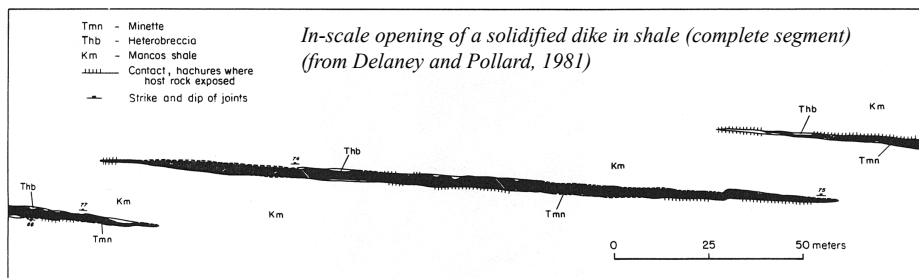 Tmn - Minette
Thb - Heterobreccia
Km - Mancos shale
Contact, hachures where
host rock exposed
Strike and dip of joints
In-scale opening of a solidified dike in shale (complete segment)
(from Delaney and Pollard, 1981)
Km
Thb
Tmn
74
Thb
Km
Tmn
75
Thb
77
Km
Km
88
Tmn
0 25 50 meters